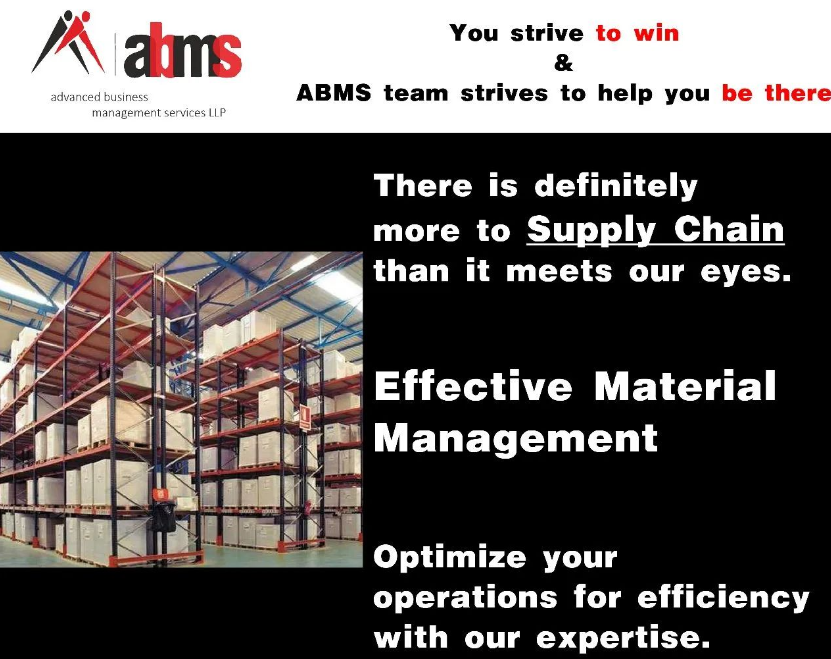 abms
advanced business
management services LLP
You strive to win
&
ABMS team strives to help you be there
There is definitely
more to Supply Chain
than it meets our eyes.
Effective Material
Management
Optimize your
operations for efficiency
with our expertise.